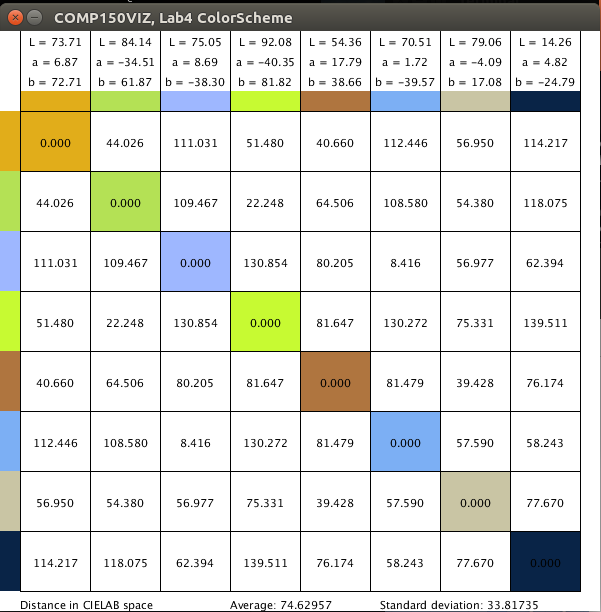 COMP150VIZ, Lab4 ColorScheme
L = 73.71 L = 84.14 L = 75.05 L = 92.08 L = 54.36 L = 70.51 L = 79.06 L = 14.26
a = 6.87 a = −34.51 a = 8.69 a = −40.35 a = 17.79 a = 1.72 a = −4.09 a = 4.82
b = 72.71 b = 61.87 b = −38.30 b = 81.82 b = 38.66 b = −39.57 b = 17.08 b = −24.79
0.000 44.026 111.031 51.480 40.660 112.446 56.950 114.217
44.026 0.000 109.467 22.248 64.506 108.580 54.380 118.075
111.031 109.467 0.000 130.854 80.205 8.416 56.977 62.394
51.480 22.248 130.854 0.000 81.647 130.272 75.331 139.511
40.660 64.506 80.205 81.647 0.000 81.479 39.428 76.174
112.446 108.580 8.416 130.272 81.479 0.000 57.590 58.243
56.950 54.380 56.977 75.331 39.428 57.590 0.000 77.670
114.217 118.075 62.394 139.511 76.174 58.243 77.670 0.000
Distance in CIELAB space Average: 74.62957 Standard deviation: 33.81735